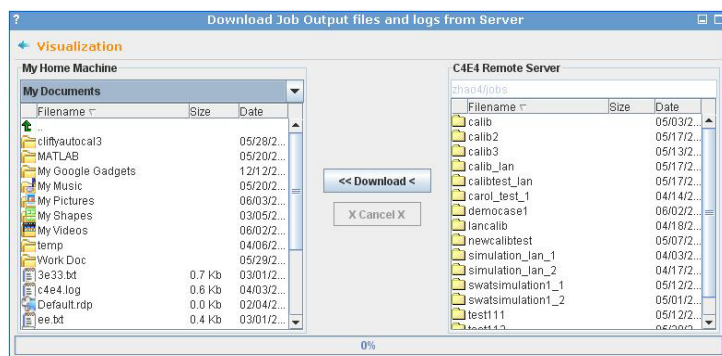 ? Download Job Output files and logs from Server
Visualization
My Home Machine
My Documents
Filename Size Date
..
cliffyautocal3 05/28/2...
MATLAB 05/20/2...
My Google Gadgets 12/12/2...
My Music 05/20/2...
My Pictures 06/03/2...
My Shapes 03/05/2...
My Videos 06/02/2...
temp 04/06/2...
Work Doc 05/29/2...
3e33.txt 0.7 Kb 03/01/2...
c4e4.log 0.6 Kb 04/03/2...
Default.rdp 0.0 Kb 02/04/2...
ee.txt 0.4 Kb 03/01/2...
<< Download <
X Cancel X
C4E4 Remote Server
zhao4/jobs
Filename Size Date
calib 05/03/2...
calib2 05/17/2...
calib3 05/13/2...
calib_lan 05/17/2...
calibtest_lan 05/17/2...
carol_test_1 04/14/2...
democase1 06/02/2...
lancalib 04/18/2...
newcalibtest 05/07/2...
simulation_lan_1 04/03/2...
simulation_lan_2 04/17/2...
swatsimulation1_1 05/12/2...
swatsimulation1_2 05/01/2...
test111 05/12/2...
0%